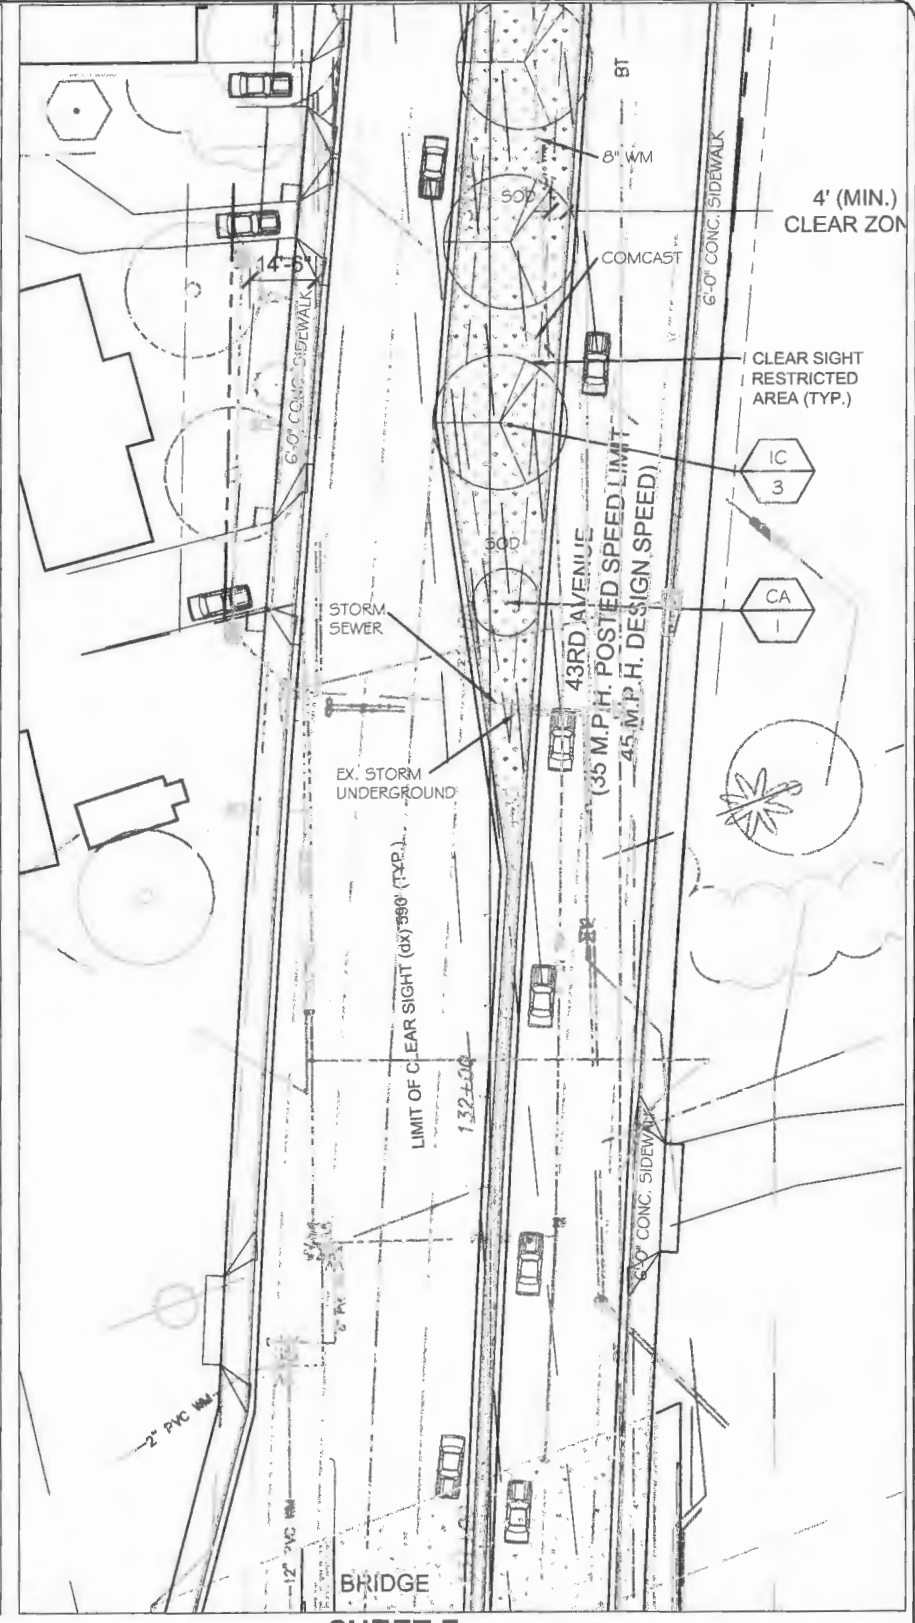 BT
8" WM
SOD
4' (MIN.)
CLEAR ZON
6'-0" CONC. SIDEWALK
COMCAST
14'-6"
6'-0" CONC. SIDEWALK
CLEAR SIGHT
RESTRICTED
AREA (TYP.)
IC
3
SOD
43RD AVENUE
(35 M.P.H. POSTED SPEED LIMIT
45 M.P.H. DESIGN SPEED)
CA
1
STORM
SEWER
EX. STORM
UNDERGROUND
LIMIT OF CLEAR SIGHT (dx) 590' (TYP.)
132+00
6'-0" CONC. SIDEWALK
2" PVC WM
12" PVC WM
BRIDGE